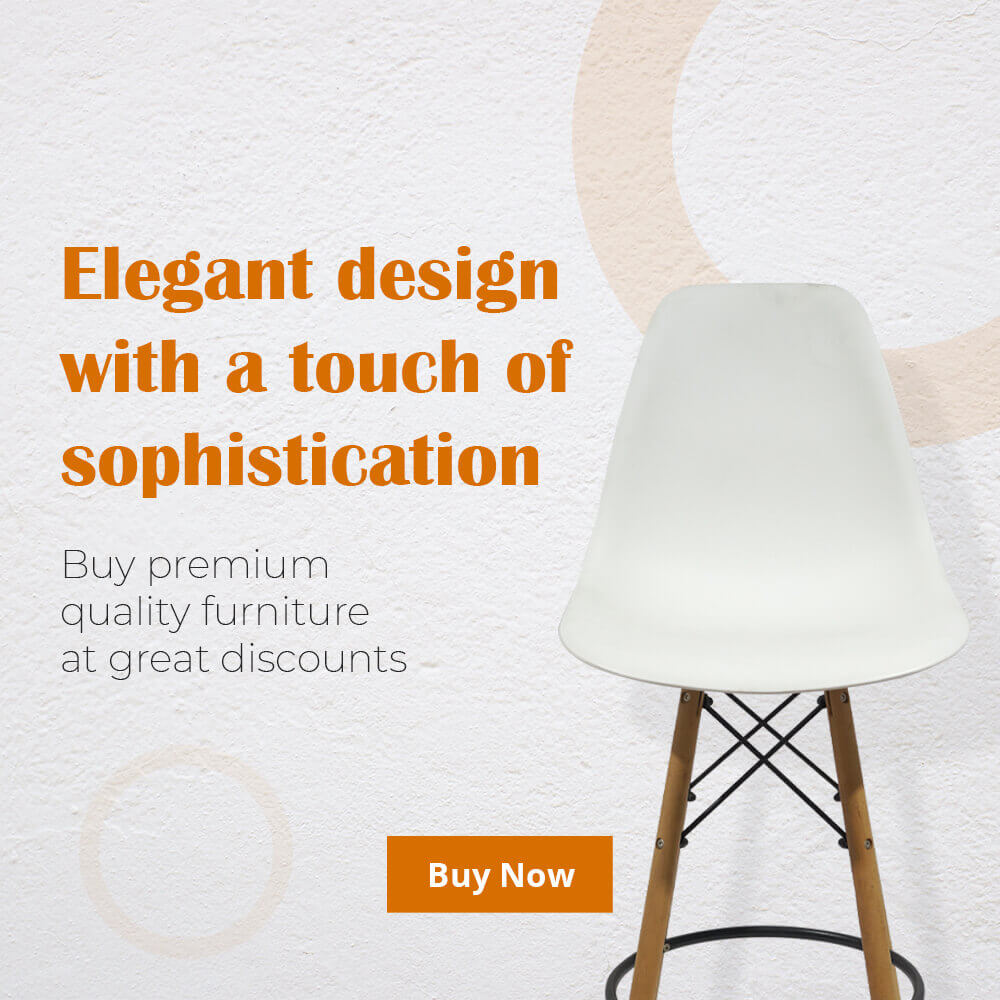 Elegant design
with a touch of
sophistication
Buy premium
quality furniture
at great discounts
Buy Now